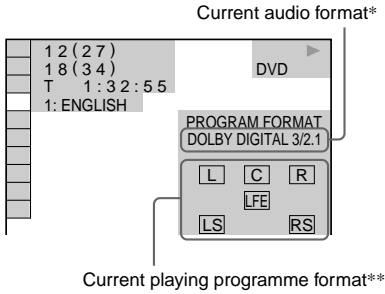 Current audio format*
12(27)
18(34)
DVD
T 1:32:55
1: ENGLISH
PROGRAM FORMAT
DOLBY DIGITAL 3/2.1
L C R
LFE
LS RS
Current playing programme format**